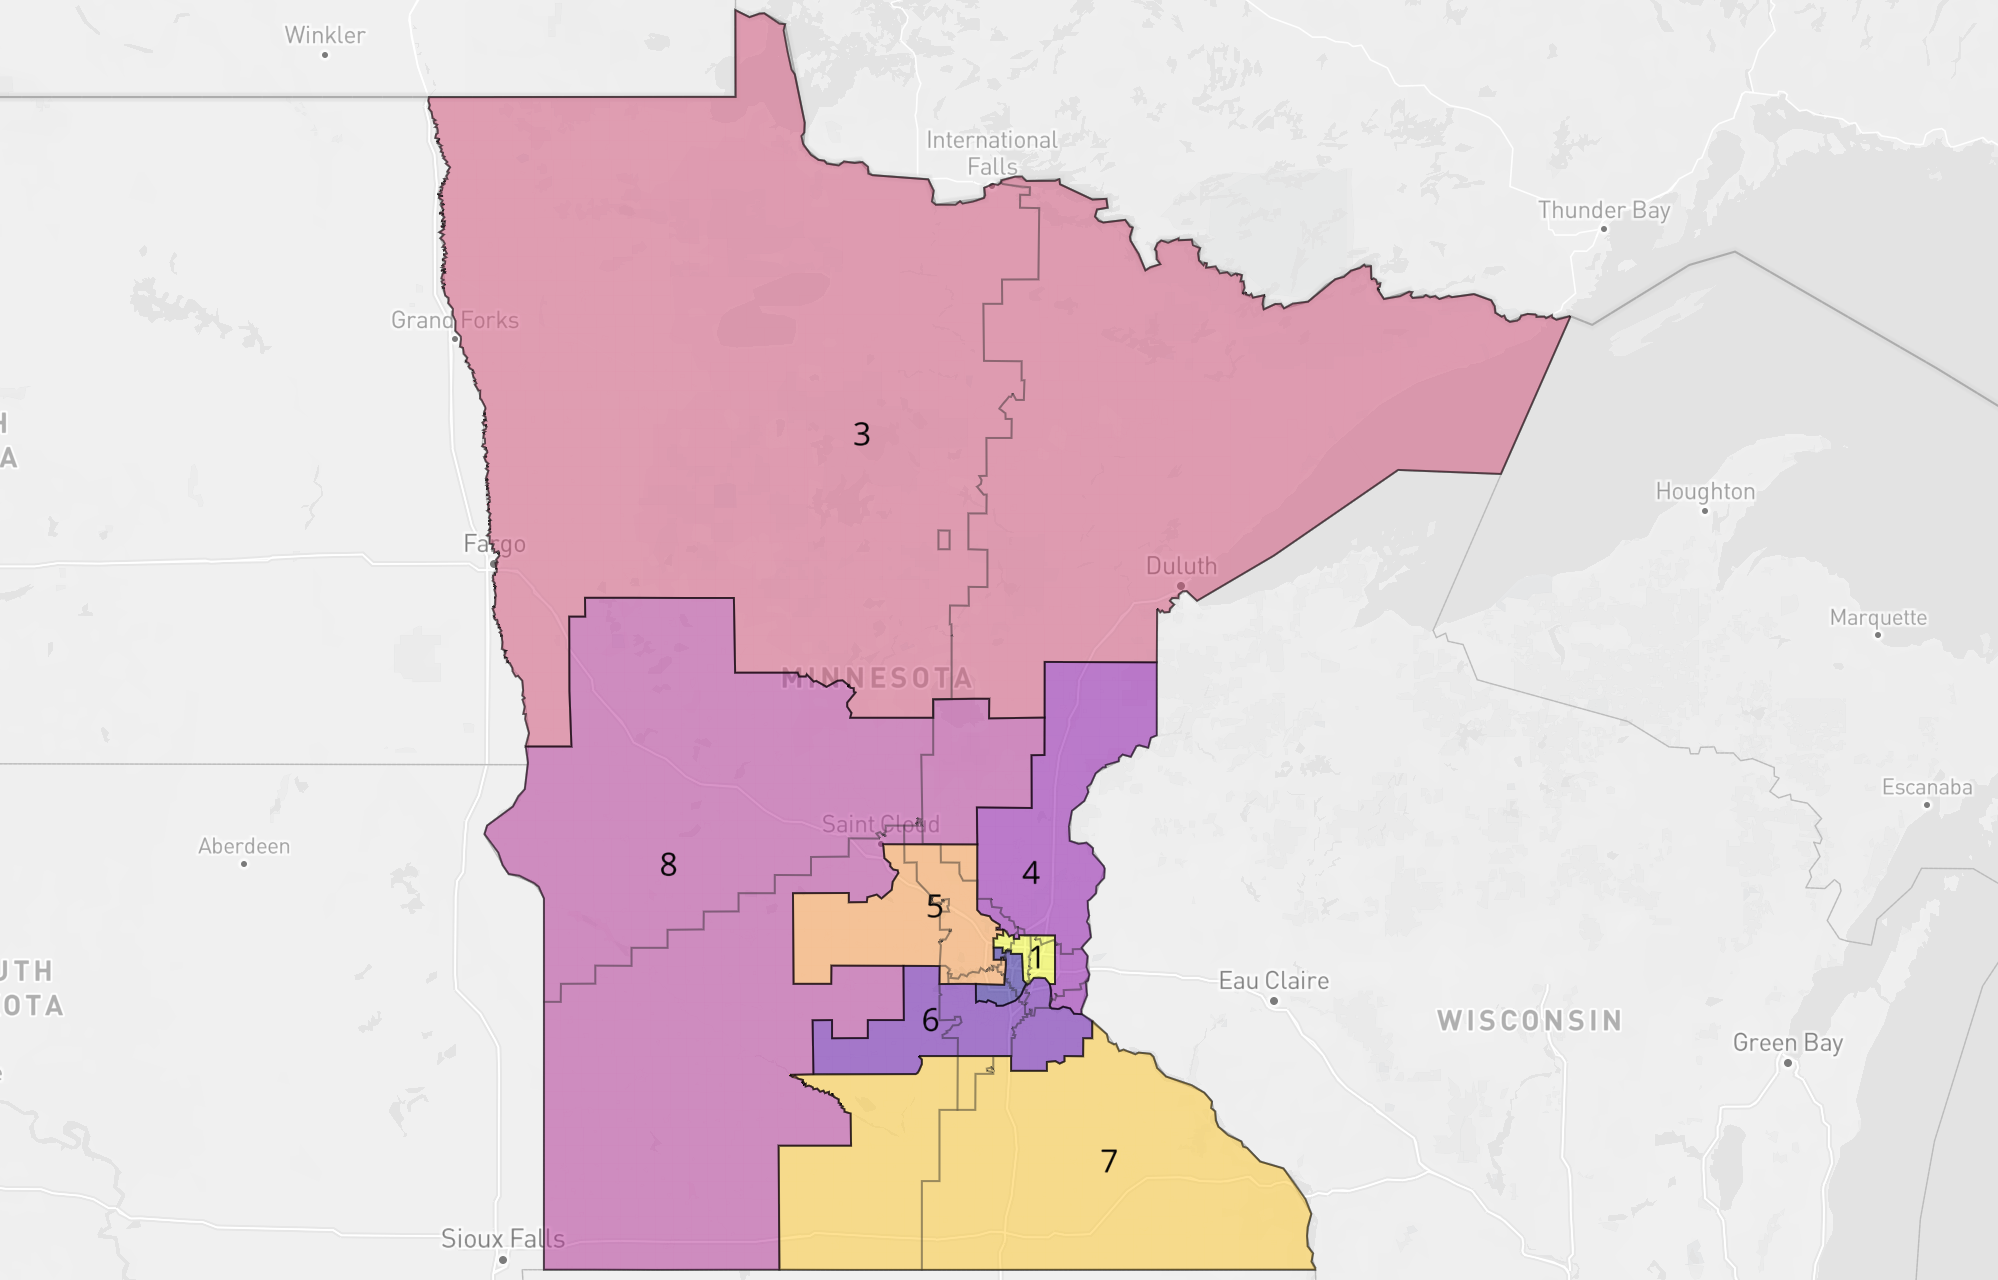 Winkler
International
Falls
Thunder Bay
Grand Forks
H
A
3
Houghton
Fargo
Duluth
Marquette
MINNESOTA
Escanaba
Saint Cloud
Aberdeen
8
4
5
1
UTH
OTA
Eau Claire
6
WISCONSIN
Green Bay
e
7
Sioux Falls